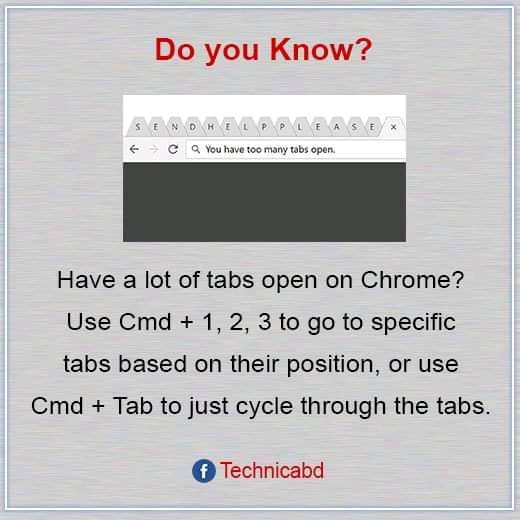 Do you Know?
S E N D H E L P P L E A S E x
You have too many tabs open.
Have a lot of tabs open on Chrome?
Use Cmd + 1, 2, 3 to go to specific
tabs based on their position, or use
Cmd + Tab to just cycle through the tabs.
f Technicabd